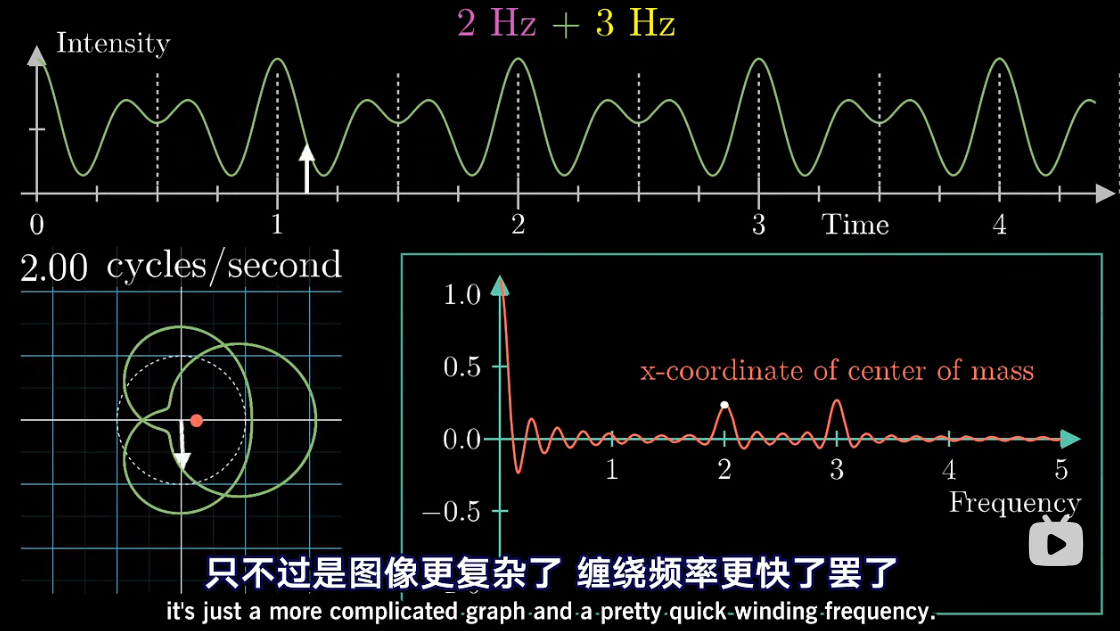 2 Hz + 3 Hz
Intensity
0 1 2 3 Time 4
2.00 cycles/second
1.0
0.5
x-coordinate of center of mass
0.0
1 2 3 4 5
Frequency
−0.5
只不过是图像更复杂了 缠绕频率更快了罢了
it's just a more complicated graph and a pretty quick winding frequency.